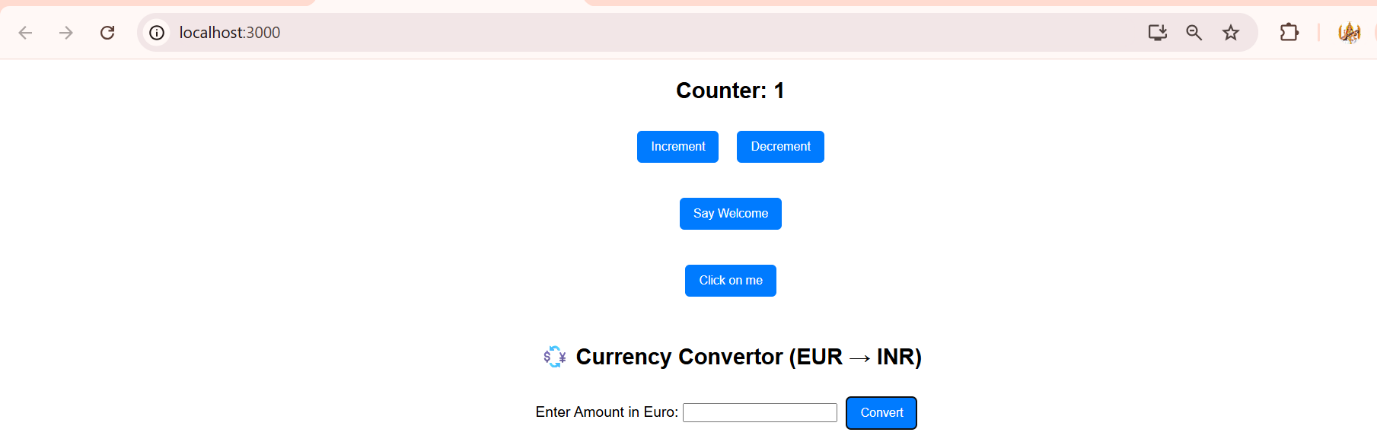 localhost:3000
Counter: 1
Increment Decrement
Say Welcome
Click on me
💱 Currency Convertor (EUR → INR)
Enter Amount in Euro: Convert